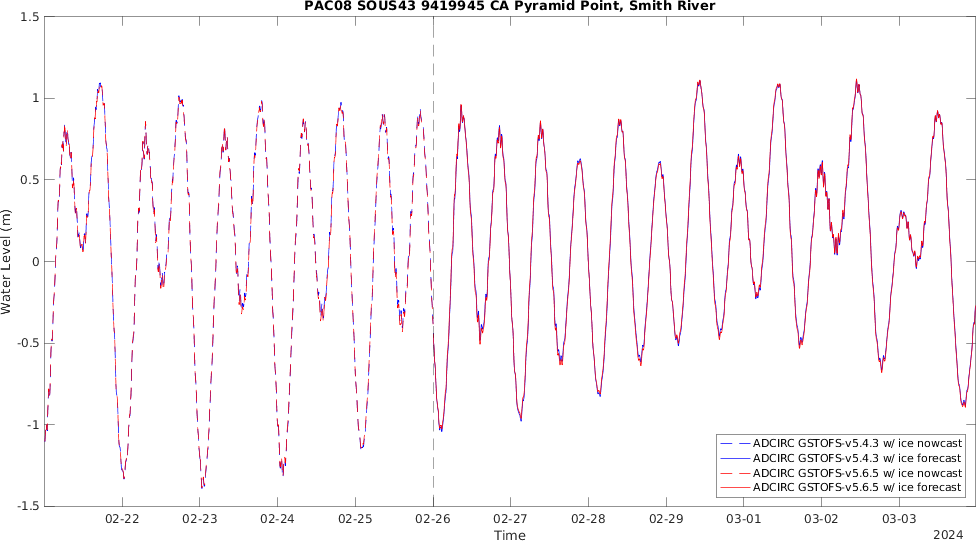 PAC08 SOUS43 9419945 CA Pyramid Point, Smith River
1.5
1
0.5
0
-0.5
-1
-1.5
Water Level (m)
02-22 02-23 02-24 02-25 02-26 02-27 02-28 02-29 03-01 03-02 03-03
Time
2024
ADCIRC GSTOFS-v5.4.3 w/ ice nowcast
ADCIRC GSTOFS-v5.4.3 w/ ice forecast
ADCIRC GSTOFS-v5.6.5 w/ ice nowcast
ADCIRC GSTOFS-v5.6.5 w/ ice forecast